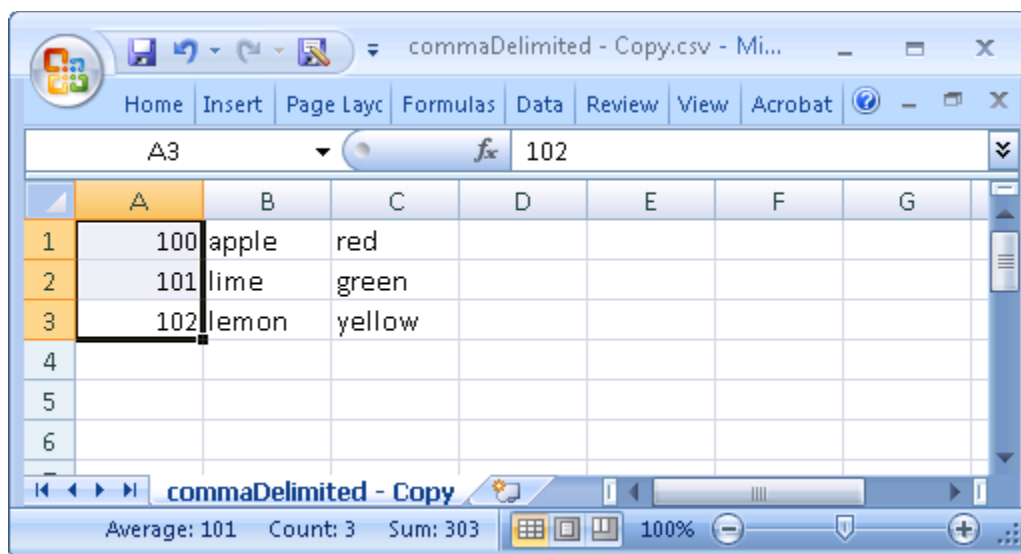 commaDelimited - Copy.csv - Mi...
Home Insert Page Layc Formulas Data Review View Acrobat
A3 fx 102
A B C D E F G
1 100 apple red
2 101 lime green
3 102 lemon yellow
4
5
6
commaDelimited - Copy
Average: 101 Count: 3 Sum: 303 100%